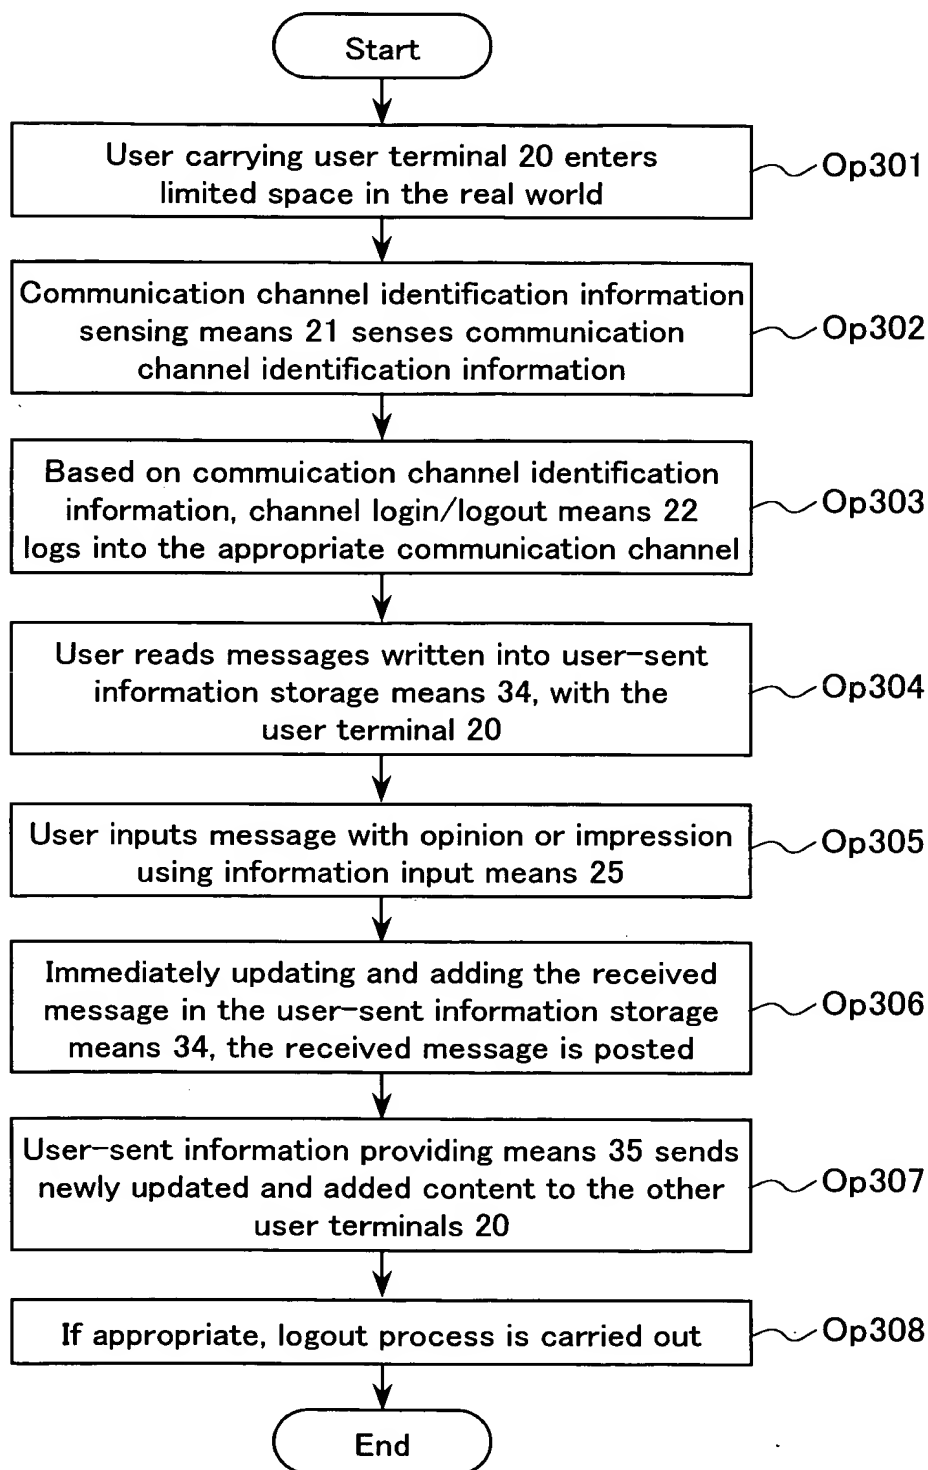 Start
User carrying user terminal 20 enters
limited space in the real world
Op301
Communication channel identification information
sensing means 21 senses communication
channel identification information
Op302
Based on commuication channel identification
information, channel login/logout means 22
logs into the appropriate communication channel
Op303
User reads messages written into user-sent
information storage means 34, with the
user terminal 20
Op304
User inputs message with opinion or impression
using information input means 25
Op305
Immediately updating and adding the received
message in the user-sent information storage
means 34, the received message is posted
Op306
User-sent information providing means 35 sends
newly updated and added content to the other
user terminals 20
Op307
If appropriate, logout process is carried out
Op308
End